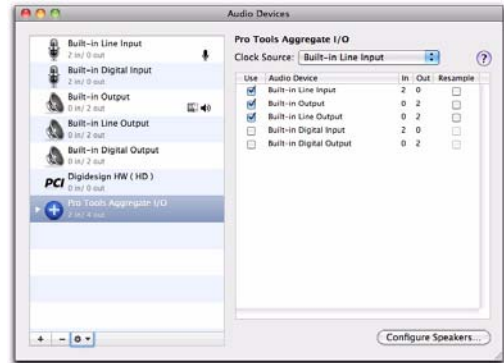 Audio Devices
Built-in Line Input
2 in/ 0 out
Built-in Digital Input
2 in/ 0 out
Built-in Output
0 in/ 2 out
Built-in Line Output
0 in/ 2 out
Built-in Digital Output
0 in/ 2 out
PCI Digidesign HW ( HD )
0 in/ 0 out
Pro Tools Aggregate I/O
2 in/ 4 out
+ −
Pro Tools Aggregate I/O
Clock Source: Built-in Line Input ?
Use Audio Device In Out Resample
Built-in Line Input 2 0
Built-in Output 0 2
Built-in Line Output 0 2
Built-in Digital Input 2 0
Built-in Digital Output 0 2
Configure Speakers...